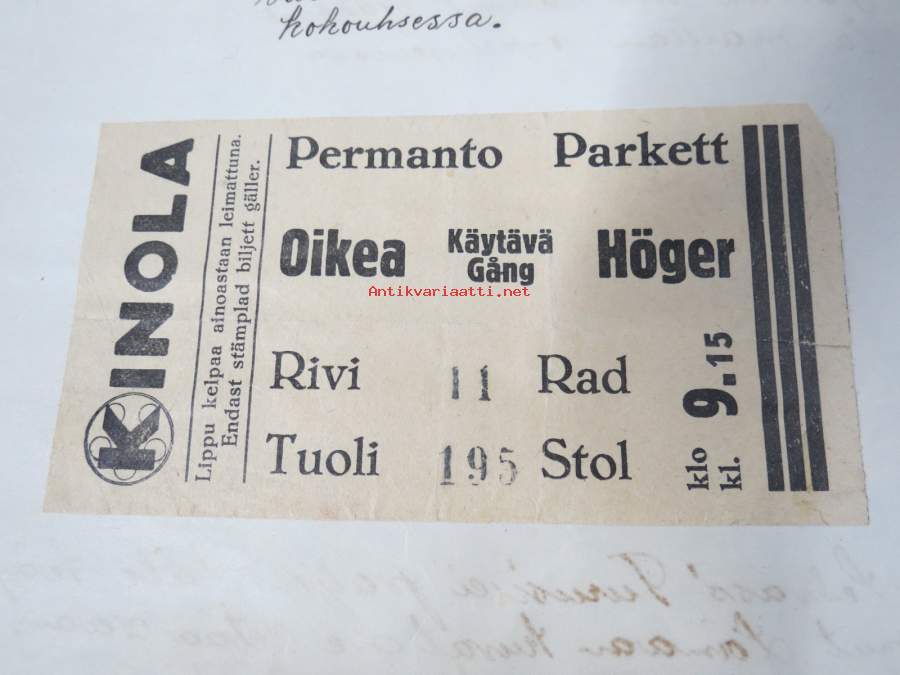 kokouksessa.
KINOLA
Lippu kelpaa ainoastaan leimattuna.
Endast stämplad biljett gäller.
Permanto Parkett
Oikea Käytävä Gång Höger
Antikvariaatti.net
Rivi 11 Rad
Tuoli 195 Stol
klo 9.15
kl.